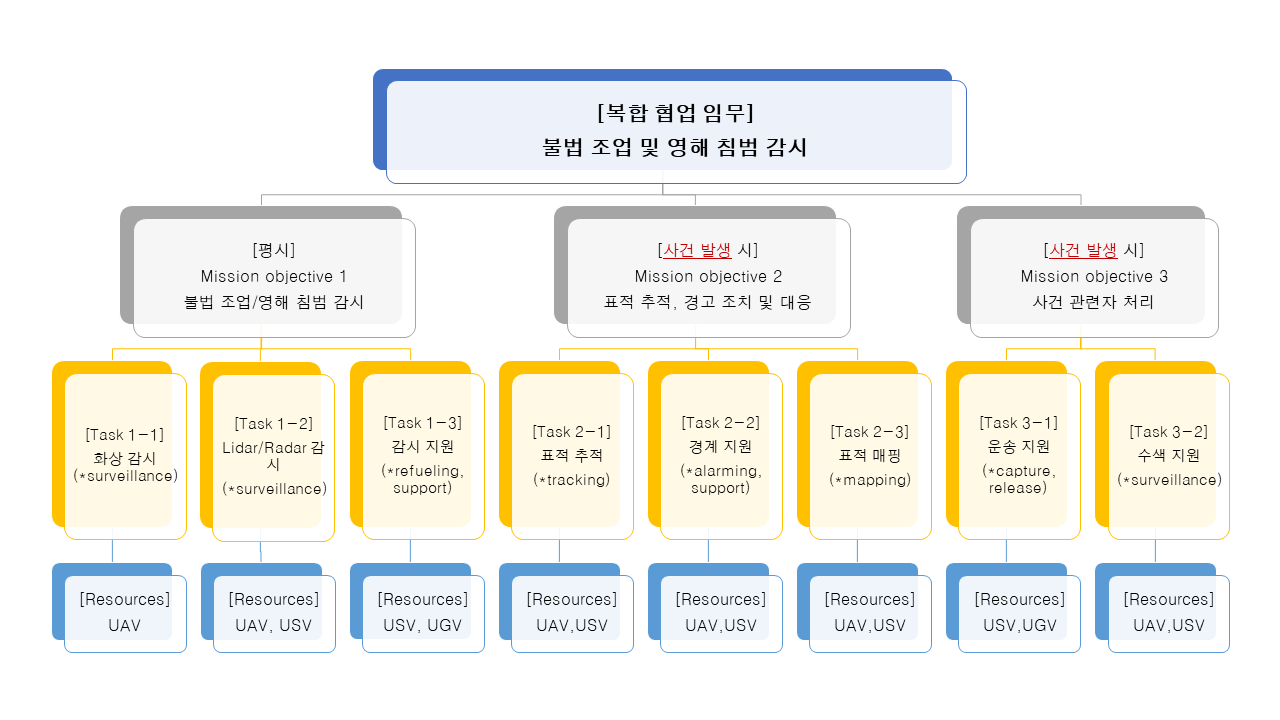 [복합 협업 임무]
불법 조업 및 영해 침범 감시
[평시]
Mission objective 1
불법 조업/영해 침범 감시
[사건 발생 시]
Mission objective 2
표적 추적, 경고 조치 및 대응
[사건 발생 시]
Mission objective 3
사건 관련자 처리
[Task 1-1]
화상 감시
(*surveillance)
[Task 1-2]
Lidar/Radar 감
시
(*surveillance)
[Task 1-3]
감시 지원
(*refueling,
support)
[Task 2-1]
표적 추적
(*tracking)
[Task 2-2]
경계 지원
(*alarming,
support)
[Task 2-3]
표적 매핑
(*mapping)
[Task 3-1]
운송 지원
(*capture,
release)
[Task 3-2]
수색 지원
(*surveillance)
[Resources]
UAV
[Resources]
UAV, USV
[Resources]
USV, UGV
[Resources]
UAV,USV
[Resources]
UAV,USV
[Resources]
UAV,USV
[Resources]
USV,UGV
[Resources]
UAV,USV